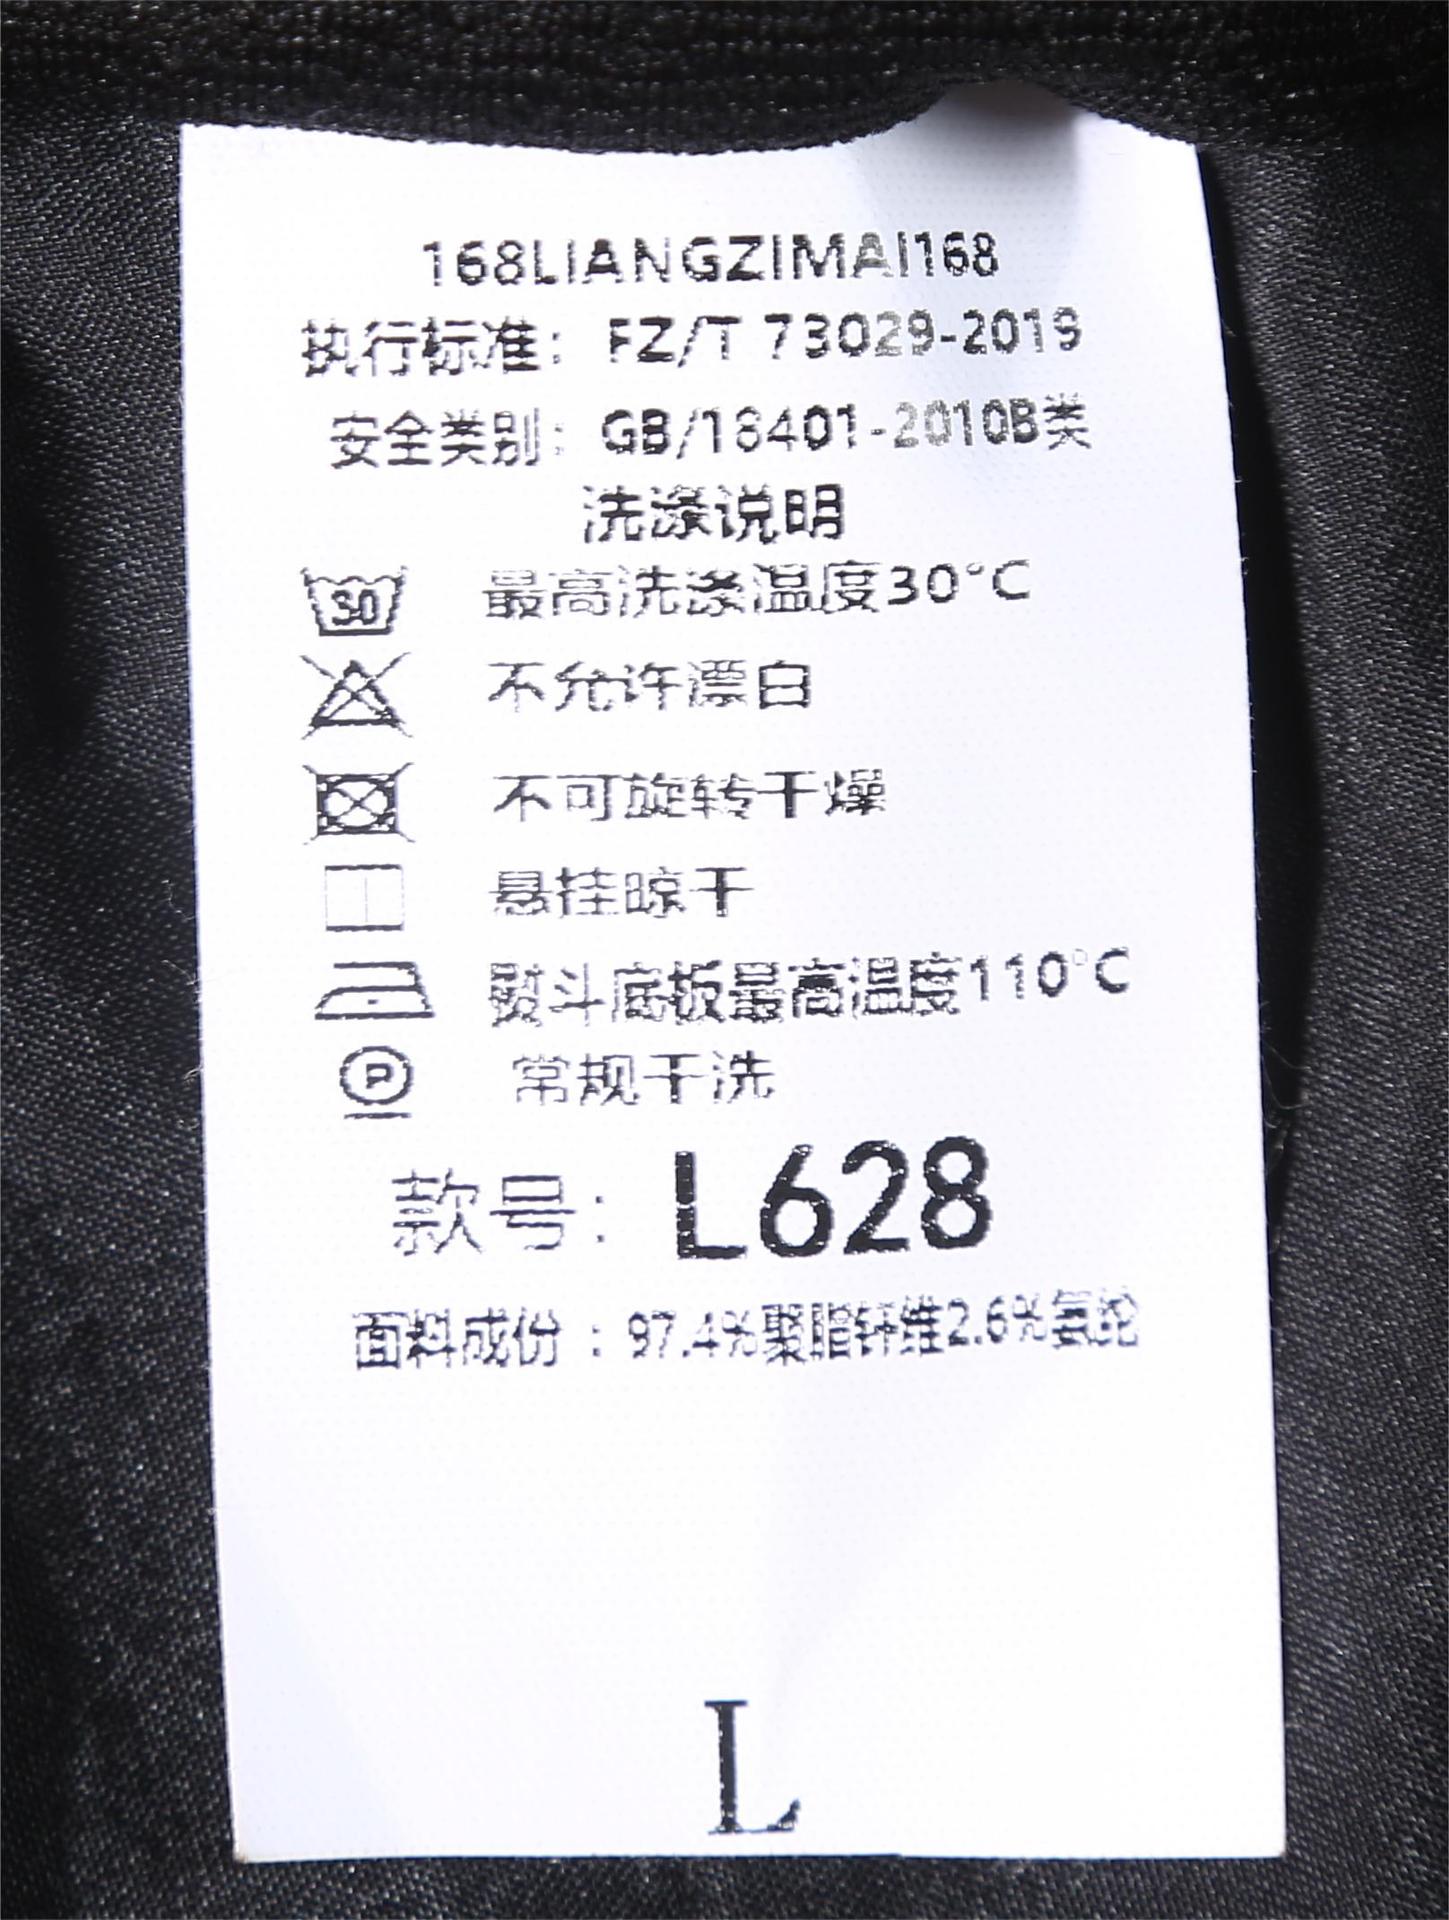 168LIANGZIMAI168
执行标准: FZ/T 73029-2019
安全类别: GB/18401-2010B类
洗涤说明
30 最高洗涤温度30°C
不允许漂白
不可旋转干燥
悬挂晾干
熨斗底板最高温度110°C
P 常规干洗
款号: L628
面料成份:97.4%聚脂纤维2.6%氨纶
L